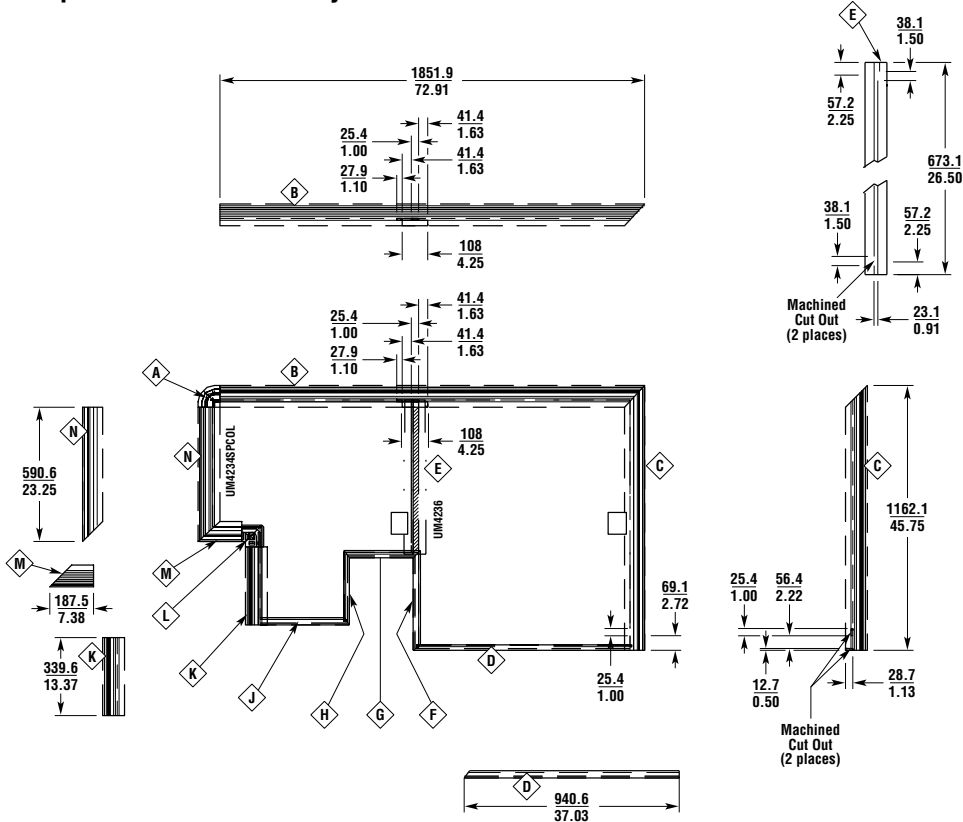 E
38.1
1.50
1851.9
72.91
57.2
2.25
41.4
1.63
25.4
1.00
41.4
1.63
27.9
1.10
673.1
26.50
B
38.1
1.50
57.2
2.25
108
4.25
Machined
Cut Out
(2 places)
23.1
0.91
41.4
1.63
25.4
1.00
41.4
1.63
27.9
1.10
A
B
N
590.6
23.25
N
UM4234SPCOL
108
4.25
E
UM4236
C
C
1162.1
45.75
M
187.5
7.38
M
L
K
339.6
13.37
K
J
H
G
F
D
69.1
2.72
25.4
1.00
25.4
1.00
56.4
2.22
12.7
0.50
28.7
1.13
Machined
Cut Out
(2 places)
D
940.6
37.03